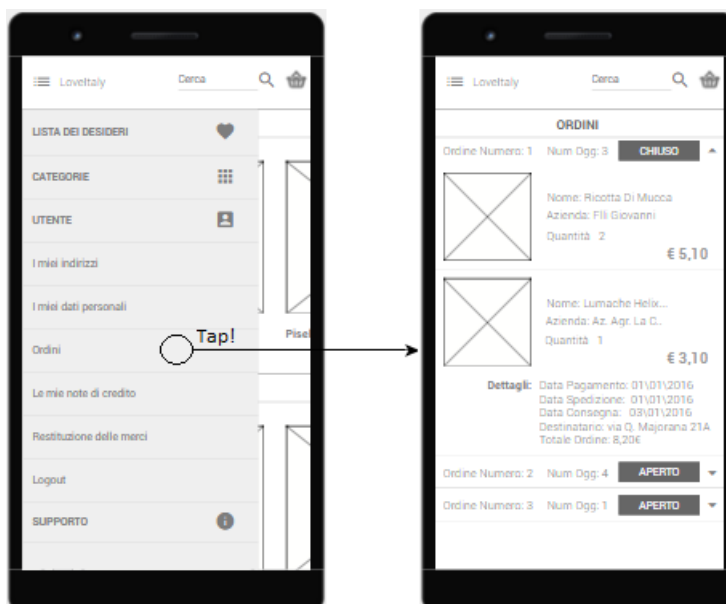 LoveItaly
Cerca
LISTA DEI DESIDERI
CATEGORIE
UTENTE
I miei indirizzi
I miei dati personali
Ordini
Tap!
Le mie note di credito
Restituzione delle merci
Logout
SUPPORTO
Pisel
LoveItaly
Cerca
ORDINI
Ordine Numero: 1 Num Ogg: 3 CHIUSO
Nome: Ricotta Di Mucca
Azienda: Flli Giovanni
Quantità 2
€ 5,10
Nome: Lumache Helix...
Azienda: Az. Agr. La C..
Quantità 1
€ 3,10
Dettagli: Data Pagamento: 01\01\2016
Data Spedizione: 01\01\2016
Data Consegna: 03\01\2016
Destinatario: via Q. Majorana 21A
Totale Ordine: 8,20€
Ordine Numero: 2 Num Ogg: 4 APERTO
Ordine Numero: 3 Num Ogg: 1 APERTO